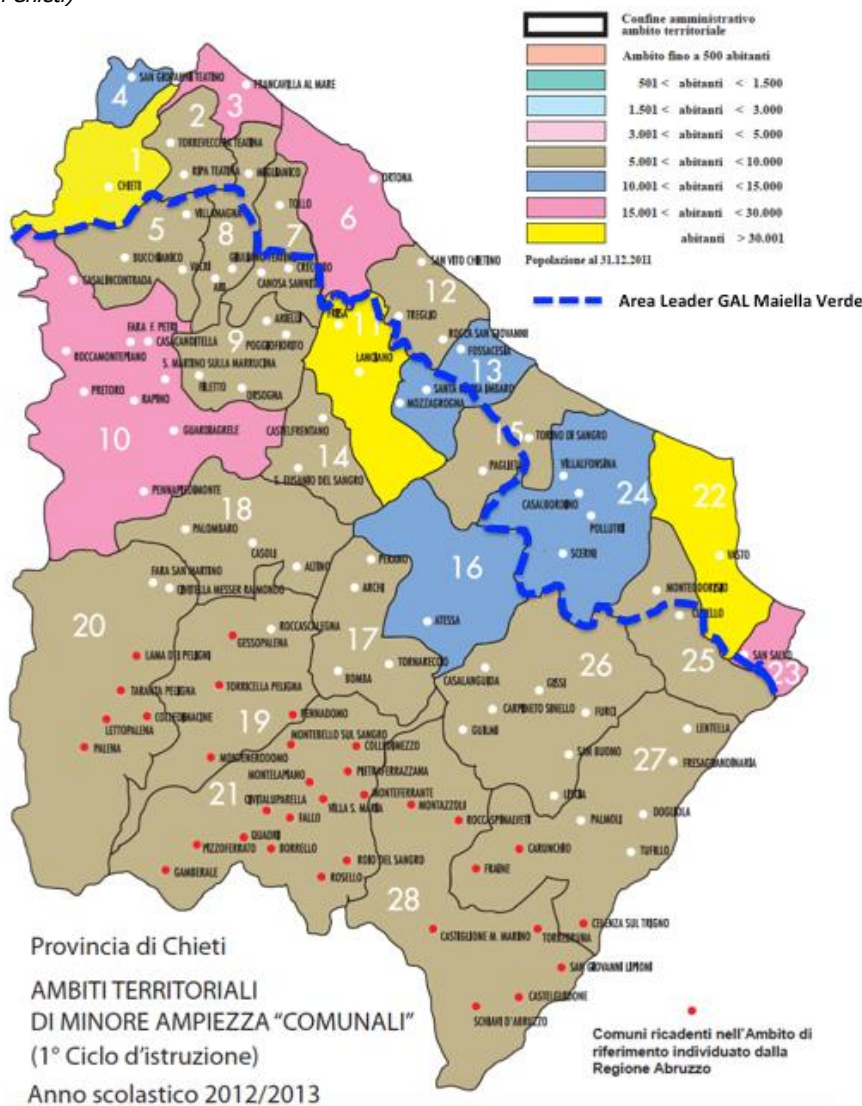 i Chieti)
Confine amministrativo
ambito territoriale
Ambito fino a 500 abitanti
501 < abitanti < 1.500
1.501 < abitanti < 3.000
3.001 < abitanti < 5.000
5.001 < abitanti < 10.000
10.001 < abitanti < 15.000
15.001 < abitanti < 30.000
abitanti > 30.001
Popolazione al 31.12.2011
Area Leader GAL Maiella Verde
SAN GIOVANNI TEATINO
4
FRANCAVILLA AL MARE
3
2
TORREVECCHIA TEATINA
1
RIPA TEATINA
MIGLIANICO
CHIETI
ORTONA
TOLLO
VILLAMAGNA
6
5
8
7
BUCCHIANICO
VACRI
ARI
GIULIANO TEATINO
CRECCHIO
CANOSA SANNITA
SAN VITO CHIETINO
CASALINCONTRADA
12
ARIELLI
FRISA
11
TREGLIO
FARA F. PETRI
CASACANDITELLA
9
POGGIOFIORITO
ROCCA SAN GIOVANNI
ROCCAMONTEPIANO
FOSSACESIA
S. MARTINO SULLA MARRUCINA
LANCIANO
13
FILETTO
ORSOGNA
SANTA MARIA IMBARO
PRETORO
RAPINO
MOZZAGROGNA
10
GUARDIAGRELE
CASTELFRENTANO
15
TORINO DI SANGRO
14
S. EUSANIO DEL SANGRO
PAGLIETA
VILLALFONSINA
PENNAPIEDIMONTE
24
22
18
CASALBORDINO
PALOMBARO
POLLUTRI
CASOLI
PERANO
16
SCERNI
VASTO
ALTINO
FARA SAN MARTINO
CIVITELLA MESSER RAIMONDO
ARCHI
MONTEODORISIO
CUPELLO
20
ROCCASCALEGNA
ATESSA
GESSOPALENA
17
LAMA DEI PELIGNI
TORNARECCIO
26
25
SAN SALVO
23
BOMBA
CASALANGUIDA
GISSI
TARANTA PELIGNA
TORRICELLA PELIGNA
CARPINETO SINELLO
FURCI
LETTOPALENA
COLLEDIMACINE
19
PENNADOMO
GUILMI
LENTELLA
PALENA
MONTENERODOMO
MONTEBELLO SUL SANGRO
COLLEDIMEZZO
SAN BUONO
27
FRESAGRANDINARIA
MONTELAPIANO
PIETRAFERRAZZANA
21
CIVITALUPARELLA
VILLA S. MARIA
MONTEFERRANTE
MONTAZZOLI
LISCIA
FALLO
ROCCASPINALVETI
PALMOLI
DOGLIOLA
QUADRI
PIZZOFERRATO
BORRELLO
CARUNCHIO
TUFILLO
GAMBERALE
ROIO DEL SANGRO
FRAINE
ROSELLO
28
CASTIGLIONE M. MARINO
TORREBRUNA
CELENZA SUL TRIGNO
SAN GIOVANNI LIPIONI
CASTELGUIDONE
SCHIAVI D'ABRUZZO
Provincia di Chieti
AMBITI TERRITORIALI
DI MINORE AMPIEZZA "COMUNALI"
(1° Ciclo d'istruzione)
Anno scolastico 2012/2013
Comuni ricadenti nell'Ambito di
riferimento individuato dalla
Regione Abruzzo